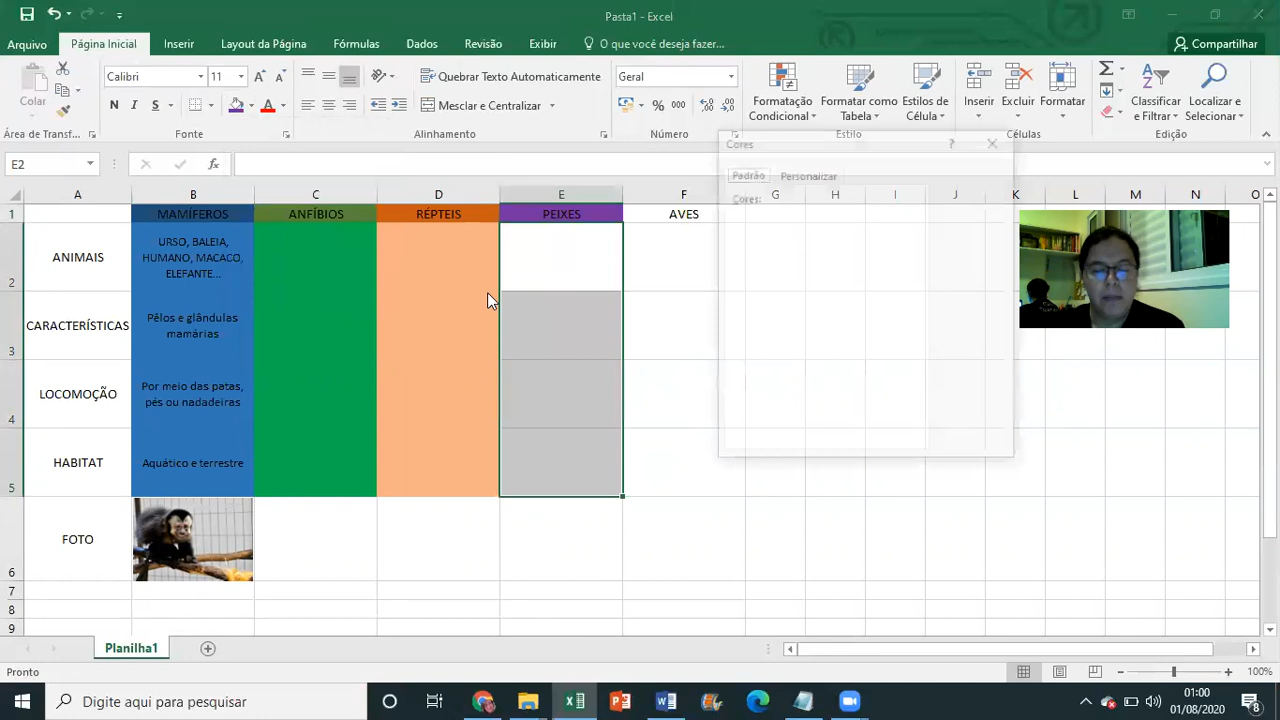 Pasta1 - Excel
Arquivo
Página Inicial
Inserir
Layout da Página
Fórmulas
Dados
Revisão
Exibir
O que você deseja fazer...
Compartilhar
Colar
Calibri
11
N I S
Quebrar Texto Automaticamente
Mesclar e Centralizar
Geral
% 000
Formatação Condicional
Formatar como Tabela
Estilos de Célula
Inserir
Excluir
Formatar
Classificar e Filtrar
Localizar e Selecionar
Área de Transf...
Fonte
Alinhamento
Número
Estilo
Células
Edição
E2
fx
Cores
?
Padrão
Personalizar
Cores:
A B C D E F G H I J K L M N O
1 MAMÍFEROS ANFÍBIOS RÉPTEIS PEIXES AVES
2 ANIMAIS
URSO, BALEIA,
HUMANO, MACACO,
ELEFANTE...
3 CARACTERÍSTICAS
Pêlos e glândulas
mamárias
4 LOCOMOÇÃO
Por meio das patas,
pés ou nadadeiras
5 HABITAT
Aquático e terrestre
6 FOTO
7
8
9
Planilha1
Pronto
100%
Digite aqui para pesquisar
01:00
01/08/2020
8